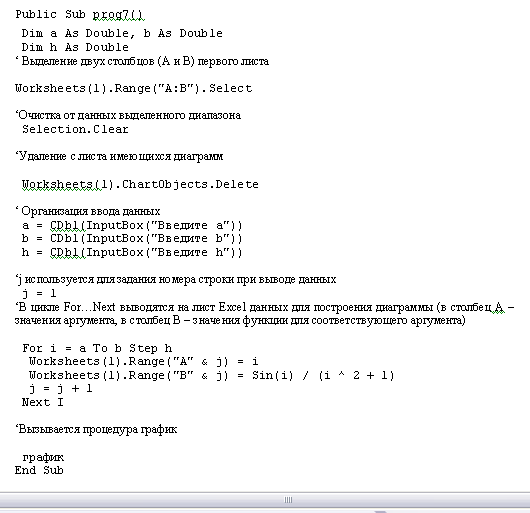 Public Sub prog7()
Dim a As Double, b As Double
Dim h As Double
‘ Выделение двух столбцов (А и В) первого листа
Worksheets(1).Range("A:B").Select
‘Очистка от данных выделенного диапазона
Selection.Clear
‘Удаление с листа имеющихся диаграмм
Worksheets(1).ChartObjects.Delete
‘ Организация ввода данных
a = CDbl(InputBox("Введите a"))
b = CDbl(InputBox("Введите b"))
h = CDbl(InputBox("Введите h"))
‘j используется для задания номера строки при выводе данных
j = 1
‘В цикле For…Next выводятся на лист Excel данных для построения диаграммы (в столбец А –
значения аргумента, в столбец В – значения функции для соответствующего аргумента)
For i = a To b Step h
Worksheets(1).Range("A" & j) = i
Worksheets(1).Range("B" & j) = Sin(i) / (i ^ 2 + 1)
j = j + 1
Next I
‘Вызывается процедура график
график
End Sub